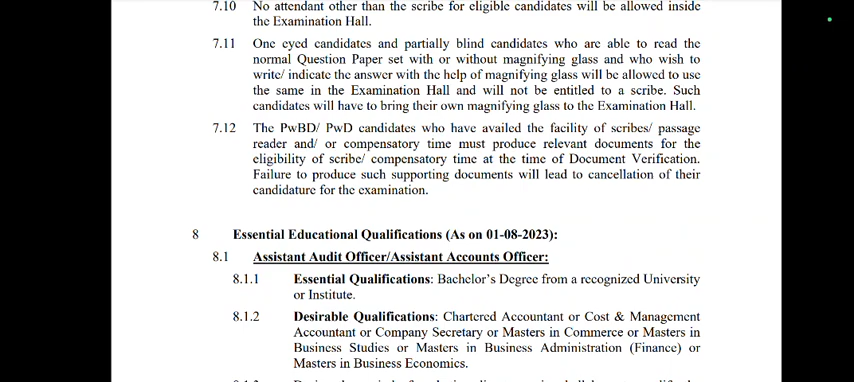 7.10 No attendant other than the scribe for eligible candidates will be allowed inside
the Examination Hall.
7.11 One eyed candidates and partially blind candidates who are able to read the
normal Question Paper set with or without magnifying glass and who wish to
write/ indicate the answer with the help of magnifying glass will be allowed to use
the same in the Examination Hall and will not be entitled to a scribe. Such
candidates will have to bring their own magnifying glass to the Examination Hall.
7.12 The PwBD/ PwD candidates who have availed the facility of scribes/ passage
reader and/ or compensatory time must produce relevant documents for the
eligibility of scribe/ compensatory time at the time of Document Verification.
Failure to produce such supporting documents will lead to cancellation of their
candidature for the examination.
8 Essential Educational Qualifications (As on 01-08-2023):
8.1 Assistant Audit Officer/Assistant Accounts Officer:
8.1.1 Essential Qualifications: Bachelor's Degree from a recognized University
or Institute.
8.1.2 Desirable Qualifications: Chartered Accountant or Cost & Management
Accountant or Company Secretary or Masters in Commerce or Masters in
Business Studies or Masters in Business Administration (Finance) or
Masters in Business Economics.